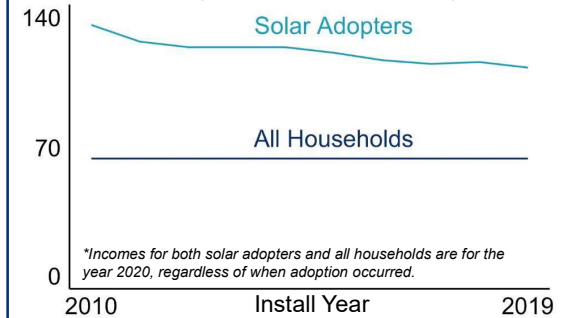 140
Solar Adopters
All Households
70
*Incomes for both solar adopters and all households are for the
year 2020, regardless of when adoption occurred.
0
2010
Install Year
2019